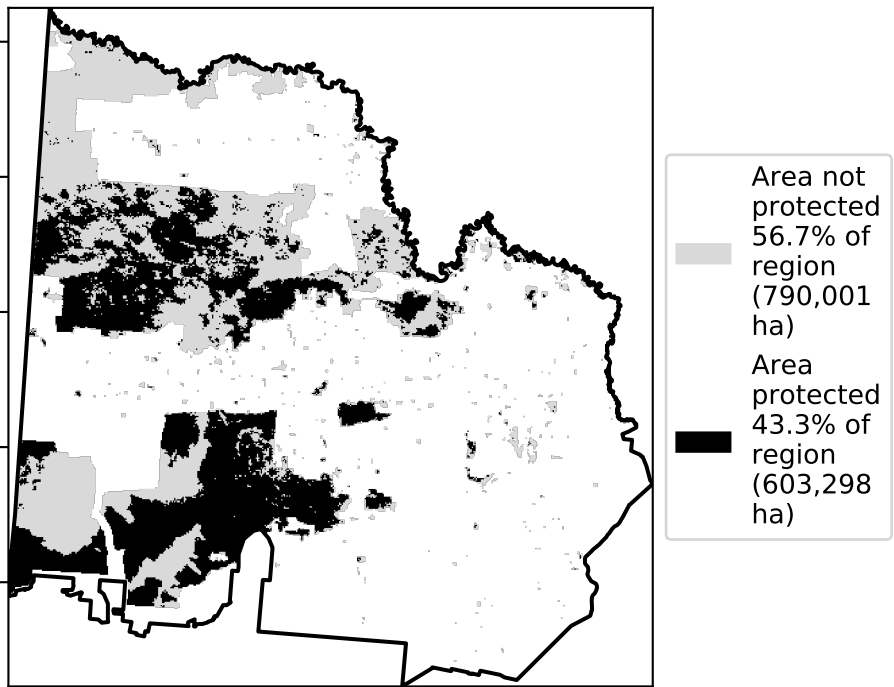 Area not
protected
56.7% of
region
(790,001
ha)
Area
protected
43.3% of
region
(603,298
ha)